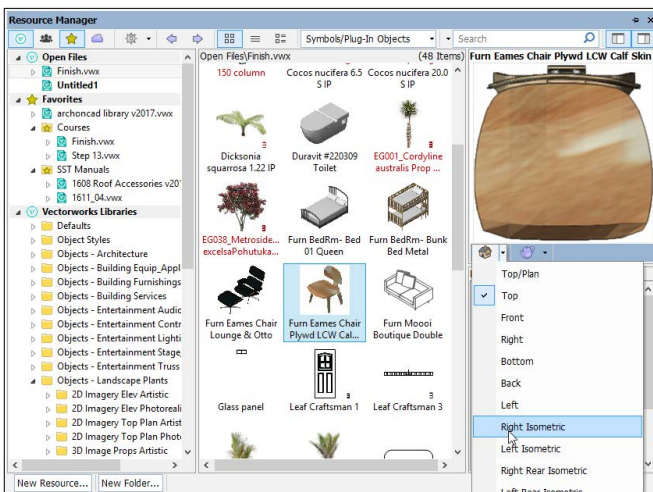 Resource Manager
Symbols/Plug-In Objects
Search
Open Files
Finish.vwx
Untitled1
Favorites
archoncad library v2017.vwx
Courses
Finish.vwx
Step 13.vwx
SST Manuals
1608 Roof Accessories v20
1611_04.vwx
Vectorworks Libraries
Defaults
Object Styles
Objects - Architecture
Objects - Building Equip_Appl
Objects - Building Furnishings
Objects - Building Services
Objects - Entertainment Audio
Objects - Entertainment Contr
Objects - Entertainment Lighti
Objects - Entertainment Stage
Objects - Entertainment Truss
Objects - Landscape Plants
2D Imagery Elev Artistic
2D Imagery Elev Photoreali
2D Imagery Top Plan Artist
2D Imagery Top Plan Photo
3D Image Props Artistic
New Resource...
New Folder...
Open Files\Finish.vwx
(48 Items)
150 column
Cocos nucifera 6.5
S IP
Cocos nucifera 20.0
S IP
Dicksonia
squarrosa 1.22 IP
Duravit #220309
Toilet
EG001_Cordyline
australis Prop ...
EG038_Metroside...
excelsaPohutuka...
Furn BedRm- Bed
01 Queen
Furn BedRm- Bunk
Bed Metal
Furn Eames Chair
Lounge & Otto
Furn Eames Chair
Plywd LCW Cal...
Furn Moooi
Boutique Double
Glass panel
Leaf Craftsman 1
Leaf Craftsman 3
Furn Eames Chair Plywd LCW Calf Skin
Top/Plan
Top
Front
Right
Bottom
Back
Left
Right Isometric
Left Isometric
Right Rear Isometric
Left Rear Isometric